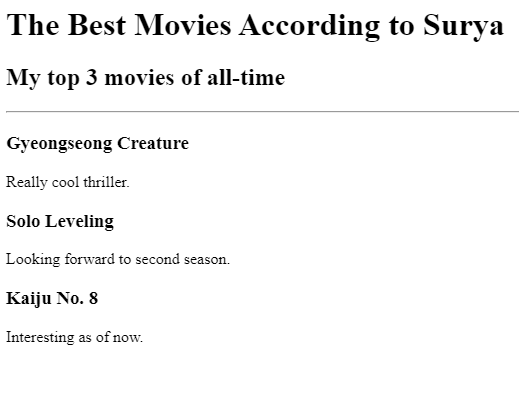 The Best Movies According to Surya
My top 3 movies of all-time
Gyeongseong Creature
Really cool thriller.
Solo Leveling
Looking forward to second season.
Kaiju No. 8
Interesting as of now.